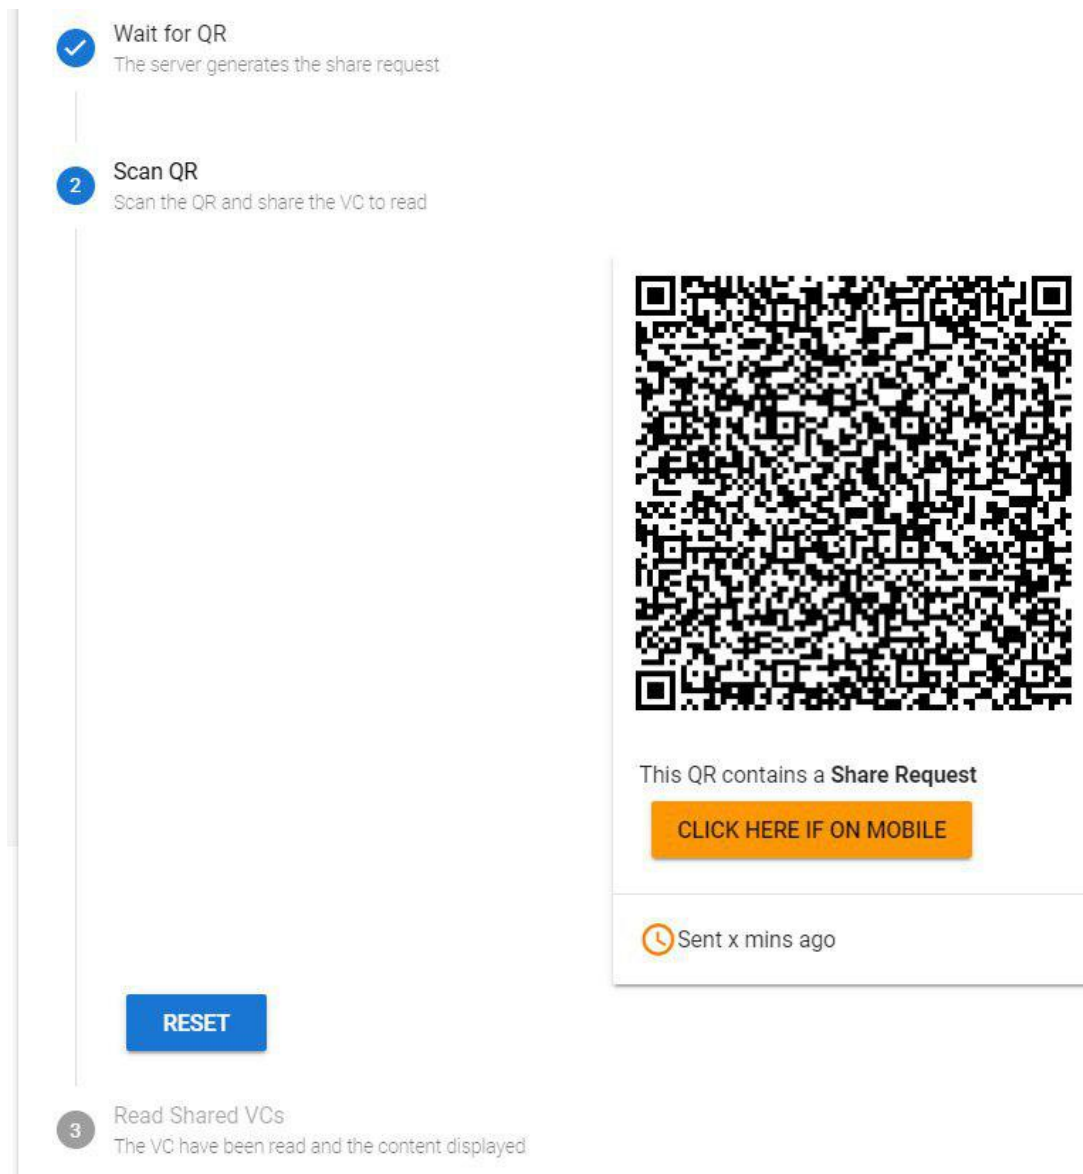 Wait for QR
The server generates the share request
2
Scan QR
Scan the QR and share the VC to read
This QR contains a Share Request
CLICK HERE IF ON MOBILE
Sent x mins ago
RESET
3
Read Shared VCs
The VC have been read and the content displayed